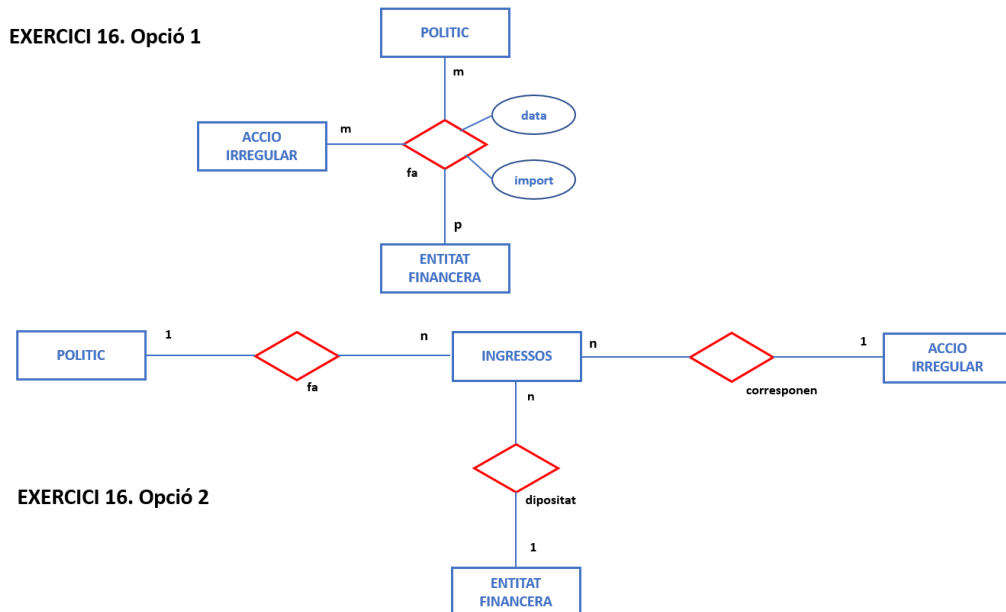 EXERCICI 16. Opció 1
POLITIC
m
data
ACCIO
IRREGULAR
m
fa
import
p
ENTITAT
FINANCERA
POLITIC
1
fa
n
INGRESSOS
n
corresponen
1
ACCIO
IRREGULAR
n
EXERCICI 16. Opció 2
dipositat
1
ENTITAT
FINANCERA